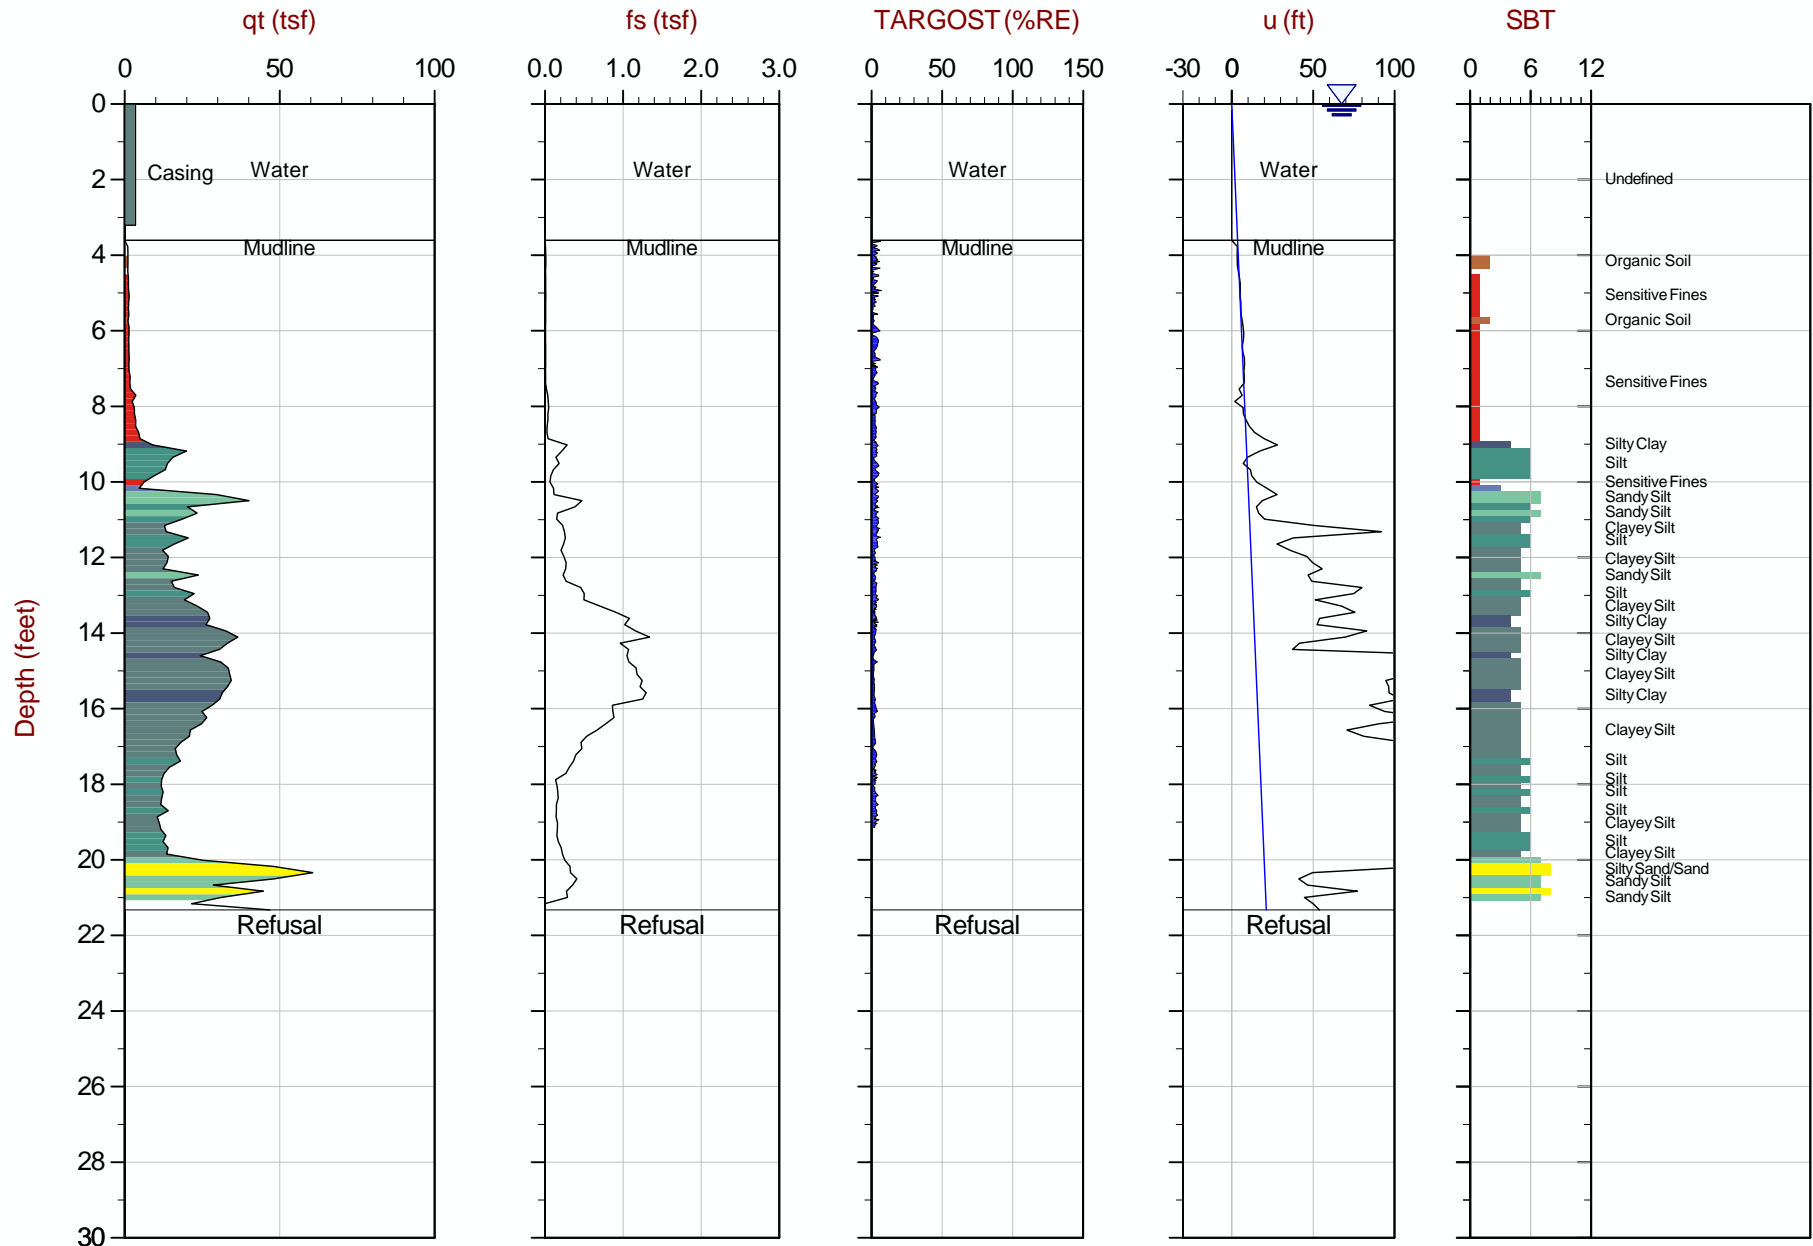 qt (tsf) fs (tsf) TARGOST (%RE) u (ft) SBT
0 50 100 0.0 1.0 2.0 3.0 0 50 100 150 -30 0 50 100 0 6 12
0
Casing Water Water Water Water
2 Undefined
Mudline Mudline Mudline Mudline
4 Organic Soil
Sensitive Fines
Organic Soil
6
Sensitive Fines
8
Silty Clay
Silt
10 Sensitive Fines
Sandy Silt
Sandy Silt
Clayey Silt
Silt
12 Clayey Silt
Sandy Silt
Silt
Clayey Silt
Silty Clay
14 Clayey Silt
Silty Clay
Clayey Silt
Silty Clay
16
Clayey Silt
Silt
Silt
18 Silt
Silt
Clayey Silt
Silt
Clayey Silt
20 Silty Sand/Sand
Sandy Silt
Sandy Silt
Refusal Refusal Refusal Refusal
22
24
26
28
30
Depth (feet)